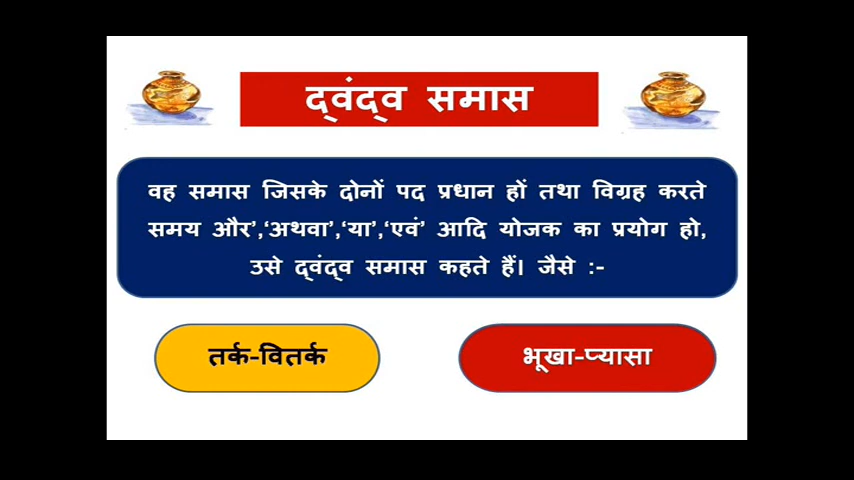 द्वंद्व समास
वह समास जिसके दोनों पद प्रधान हों तथा विग्रह करते
समय और’,‘अथवा’,‘या’,‘एवं’ आदि योजक का प्रयोग हो,
उसे द्वंद्व समास कहते हैं। जैसे :-
तर्क-वितर्क
भूखा-प्यासा